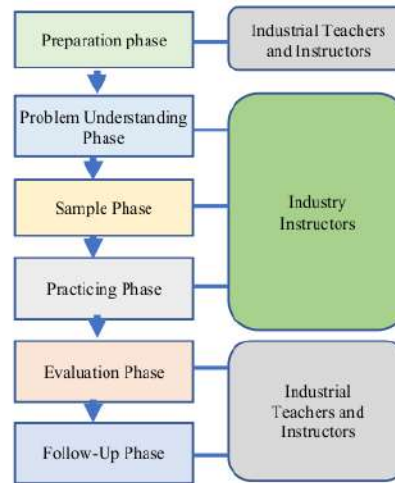 Preparation phase
Industrial Teachers
and Instructors
Problem Understanding
Phase
Sample Phase
Industry
Instructors
Practicing Phase
Evaluation Phase
Industrial
Teachers and
Instructors
Follow-Up Phase